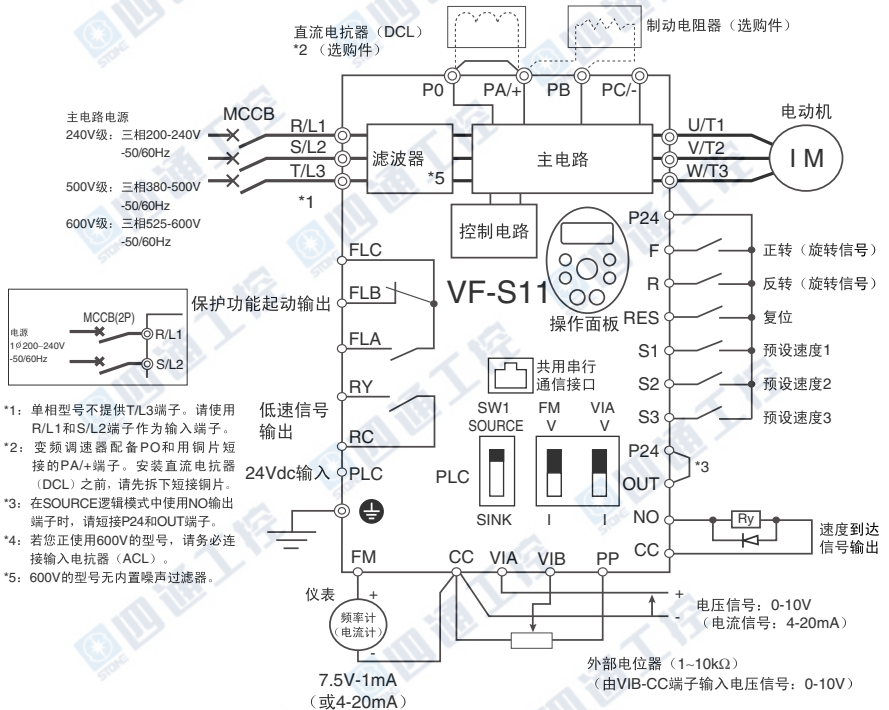 直流电抗器（DCL）
*2 （选购件）
制动电阻器（选购件）
P0
PA/+
PB
PC/-
主电路电源
240V级：三相200-240V
-50/60Hz
500V级：三相380-500V
-50/60Hz
600V级：三相525-600V
-50/60Hz
MCCB
R/L1
S/L2
T/L3
*1
滤波器
*5
主电路
控制电路
U/T1
V/T2
W/T3
电动机
I M
FLC
FLB
FLA
保护功能起动输出
VF-S11
操作面板
P24
F
正转（旋转信号）
R
反转（旋转信号）
RES
复位
S1
预设速度1
S2
预设速度2
S3
预设速度3
MCCB(2P)
电源
1φ200-240V
-50/60Hz
R/L1
S/L2
*1：单相型号不提供T/L3端子。请使用
R/L1和S/L2端子作为输入端子。
*2：变频调速器配备PO和用铜片短
接的PA/+端子。安装直流电抗器
（DCL）之前，请先拆下短接铜片。
*3：在SOURCE逻辑模式中使用NO输出
端子时，请短接P24和OUT端子。
*4：若您正使用600V的型号，请务必连
接输入电抗器（ACL）。
*5：600V的型号无内置噪声过滤器。
RY
RC
低速信号
输出
24Vdc输入
PLC
共用串行
通信接口
SW1
SOURCE
PLC
SINK
FM
V
I
VIA
V
I
P24
*3
OUT
NO
CC
Ry
速度到达
信号输出
FM
CC
VIA
VIB
PP
仪表
+
频率计
（电流计）
-
7.5V-1mA
（或4-20mA）
+
-
电压信号：0-10V
（电流信号：4-20mA）
外部电位器（1~10kΩ）
（由VIB-CC端子输入电压信号：0-10V）
四通工控
STONG